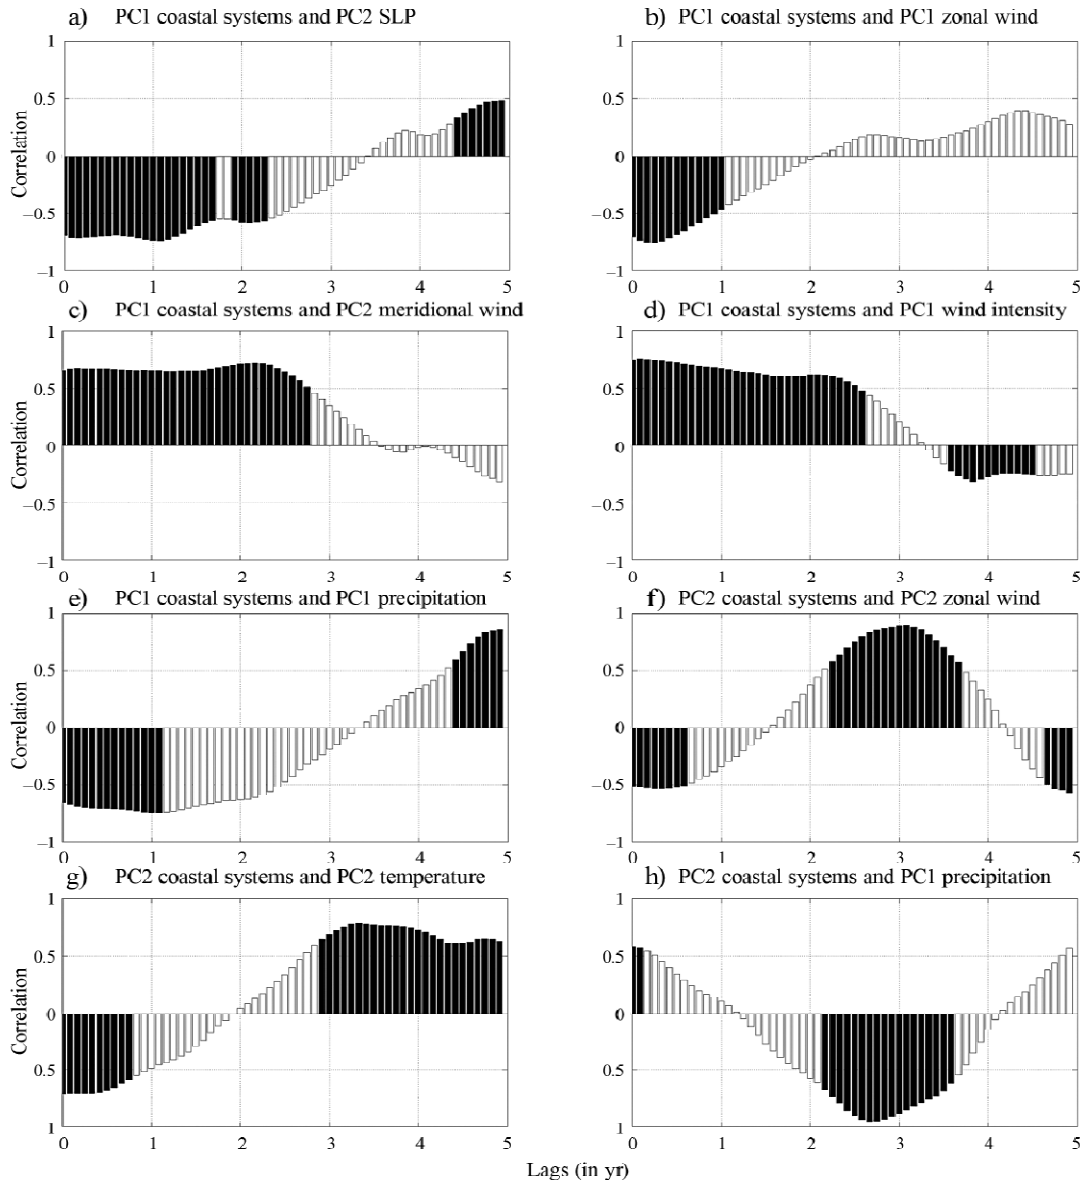 a) PC1 coastal systems and PC2 SLP
b) PC1 coastal systems and PC1 zonal wind
1
0.5
0
−0.5
−1
Correlation
0 1 2 3 4 5
1
0.5
0
−0.5
−1
0 1 2 3 4 5
c) PC1 coastal systems and PC2 meridional wind
d) PC1 coastal systems and PC1 wind intensity
1
0.5
0
−0.5
−1
Correlation
0 1 2 3 4 5
1
0.5
0
−0.5
−1
0 1 2 3 4 5
e) PC1 coastal systems and PC1 precipitation
f) PC2 coastal systems and PC2 zonal wind
1
0.5
0
−0.5
−1
Correlation
0 1 2 3 4 5
1
0.5
0
−0.5
−1
0 1 2 3 4 5
g) PC2 coastal systems and PC2 temperature
h) PC2 coastal systems and PC1 precipitation
1
0.5
0
0.5
1
Correlation
0 1 2 3 4 5
1
0.5
0
0.5
1
0 1 2 3 4 5
Lags (in yr)